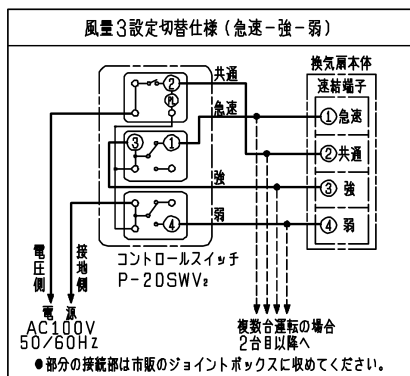 風量3設定切替仕様(急速-強-弱)
換気扇本体
速結端子
共通
②
急速
①急速
③
①
②共通
強
③強
弱
④
④弱
コントロールスイッチ
P-20SWV₂
電圧側
接地側
電源
AC100V
50/60Hz
複数台運転の場合
2台目以降へ
●部分の接続部は市販のジョイントボックスに収めてください。